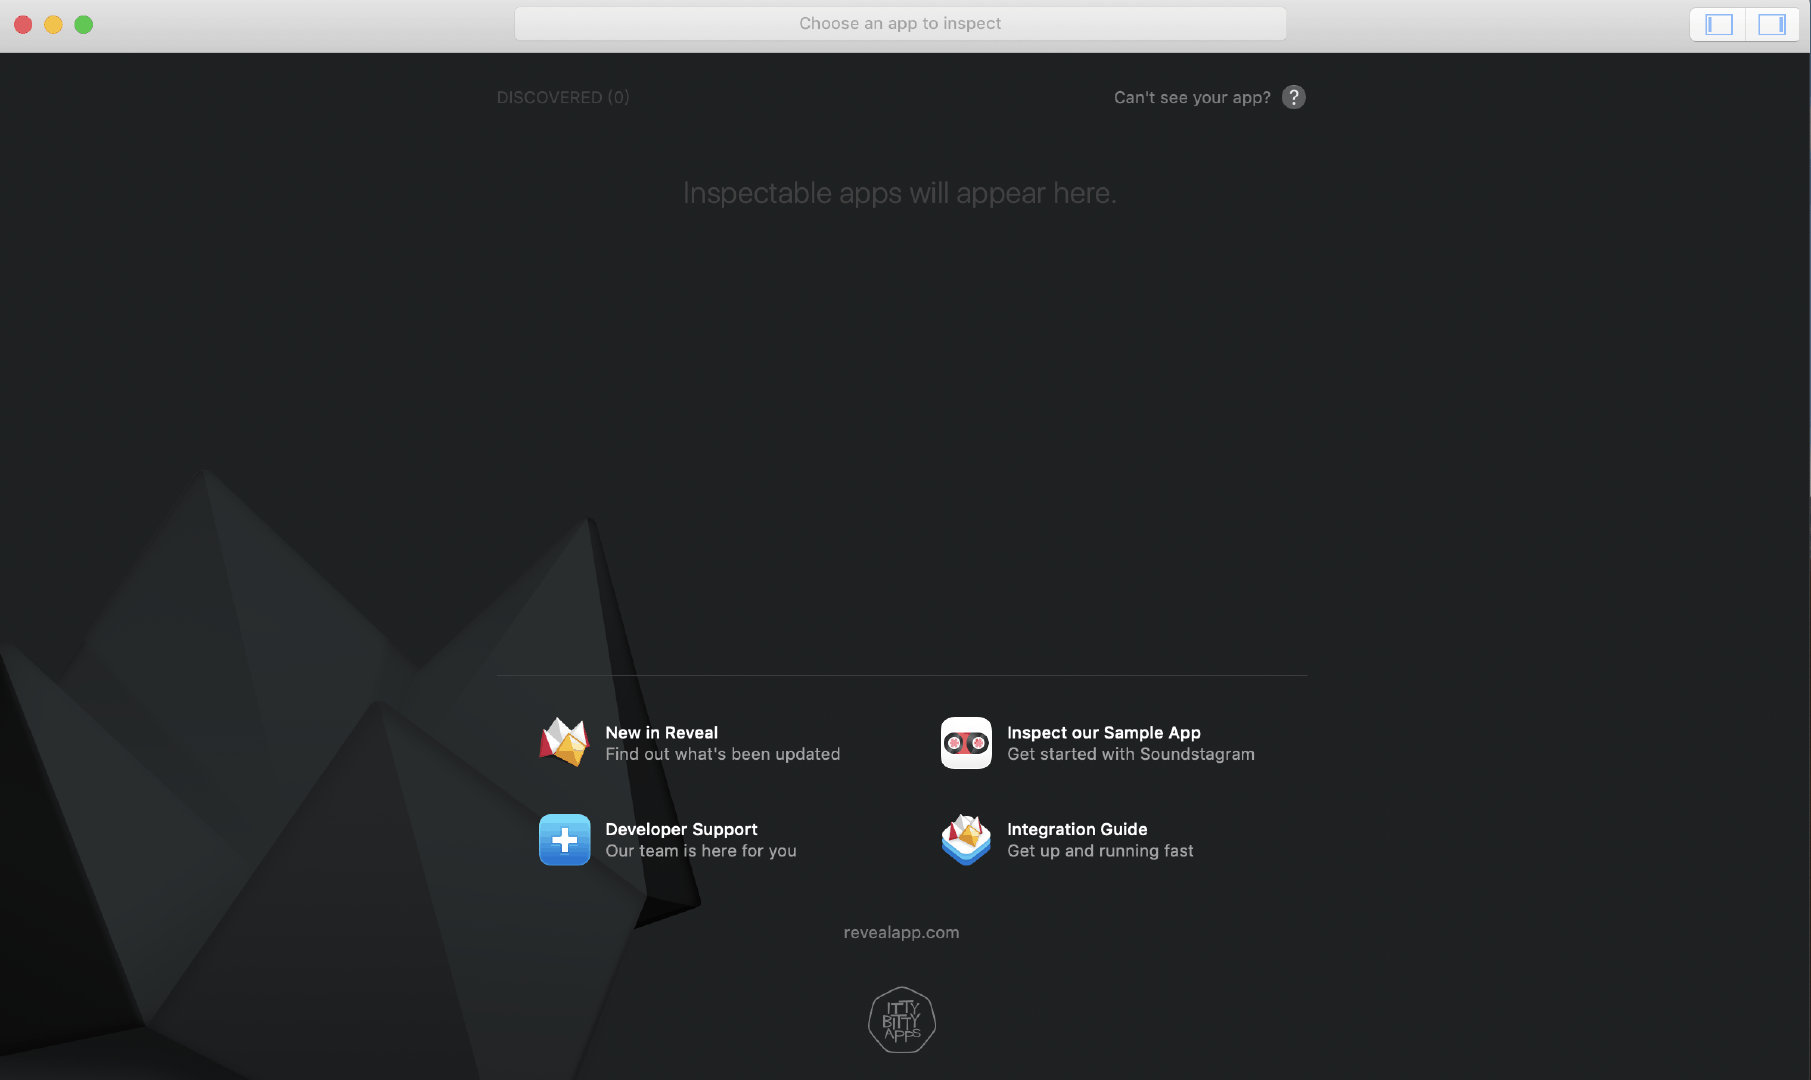 Choose an app to inspect
DISCOVERED (0)
Can't see your app? ?
Inspectable apps will appear here.
New in Reveal
Find out what's been updated
Inspect our Sample App
Get started with Soundstagram
Developer Support
Our team is here for you
Integration Guide
Get up and running fast
revealapp.com
ITTY
BITTY
APPS